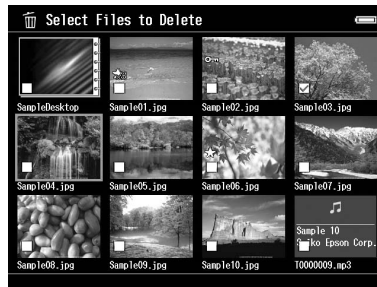 Select Files to Delete
SampleDesktop
Sample01.jpg
Sample02.jpg
Sample03.jpg
Sample04.jpg
Sample05.jpg
Sample06.jpg
Sample07.jpg
Sample 10
Seiko Epson Corp.
Sample08.jpg
Sample09.jpg
Sample10.jpg
T0000009.mp3